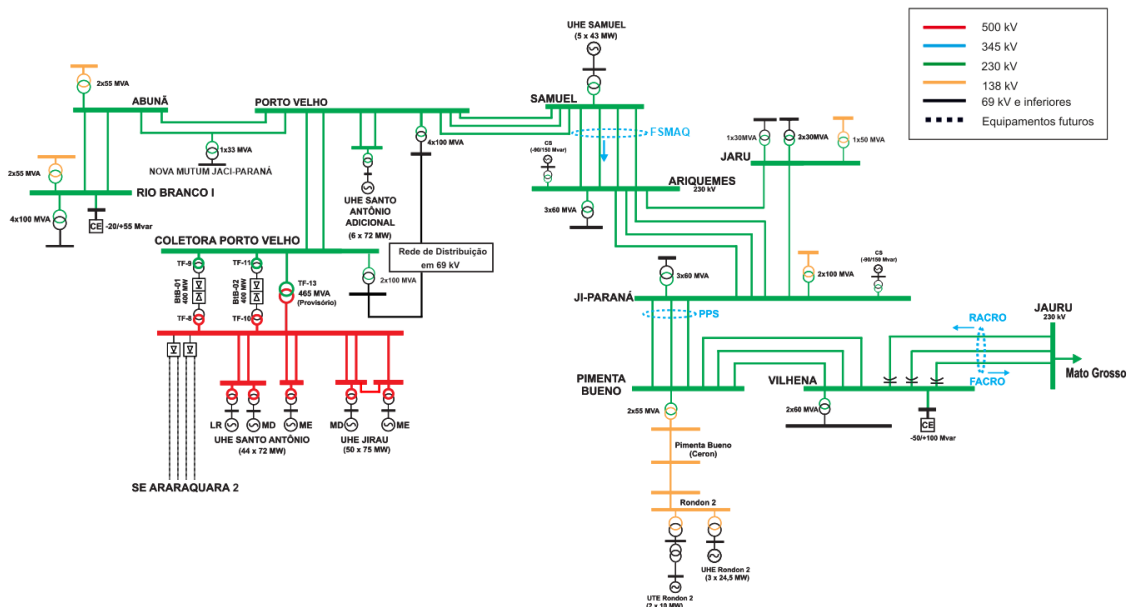 UHE SAMUEL
(5 x 43 MW)
500 kV
345 kV
230 kV
138 kV
69 kV e inferiores
Equipamentos futuros
2x55 MVA
ABUNÃ
PORTO VELHO
SAMUEL
FSMAQ
4x100 MVA
1x33 MVA
NOVA MUTUM JACI-PARANÁ
CS
(-90/150 Mvar)
1x30MVA
3x30MVA
1x50 MVA
JARU
2x55 MVA
RIO BRANCO I
ARIQUEMES
230 kV
3x60 MVA
UHE SANTO
ANTÔNIO
ADICIONAL
(6 x 72 MW)
4x100 MVA
CE
-20/+55 Mvar
COLETORA PORTO VELHO
Rede de Distribuição
em 69 kV
TF-9
TF-11
BtB-01
400 MW
BtB-02
400 MW
TF-13
465 MVA
(Provisório)
2x100 MVA
TF-8
TF-10
3x60 MVA
2x100 MVA
CS
(-90/150 Mvar)
JI-PARANÁ
PPS
JAURU
230 kV
RACRO
FACRO
Mato Grosso
PIMENTA
BUENO
VILHENA
2x55 MVA
2x60 MVA
CE
-50/+100 Mvar
LR
MD
ME
MD
ME
UHE SANTO ANTÔNIO
(44 x 72 MW)
UHE JIRAU
(50 x 75 MW)
Pimenta Bueno
(Ceron)
SE ARARAQUARA 2
Rondon 2
UHE Rondon 2
(3 x 24,5 MW)
UTE Rondon 2
(2 x 10 MW)